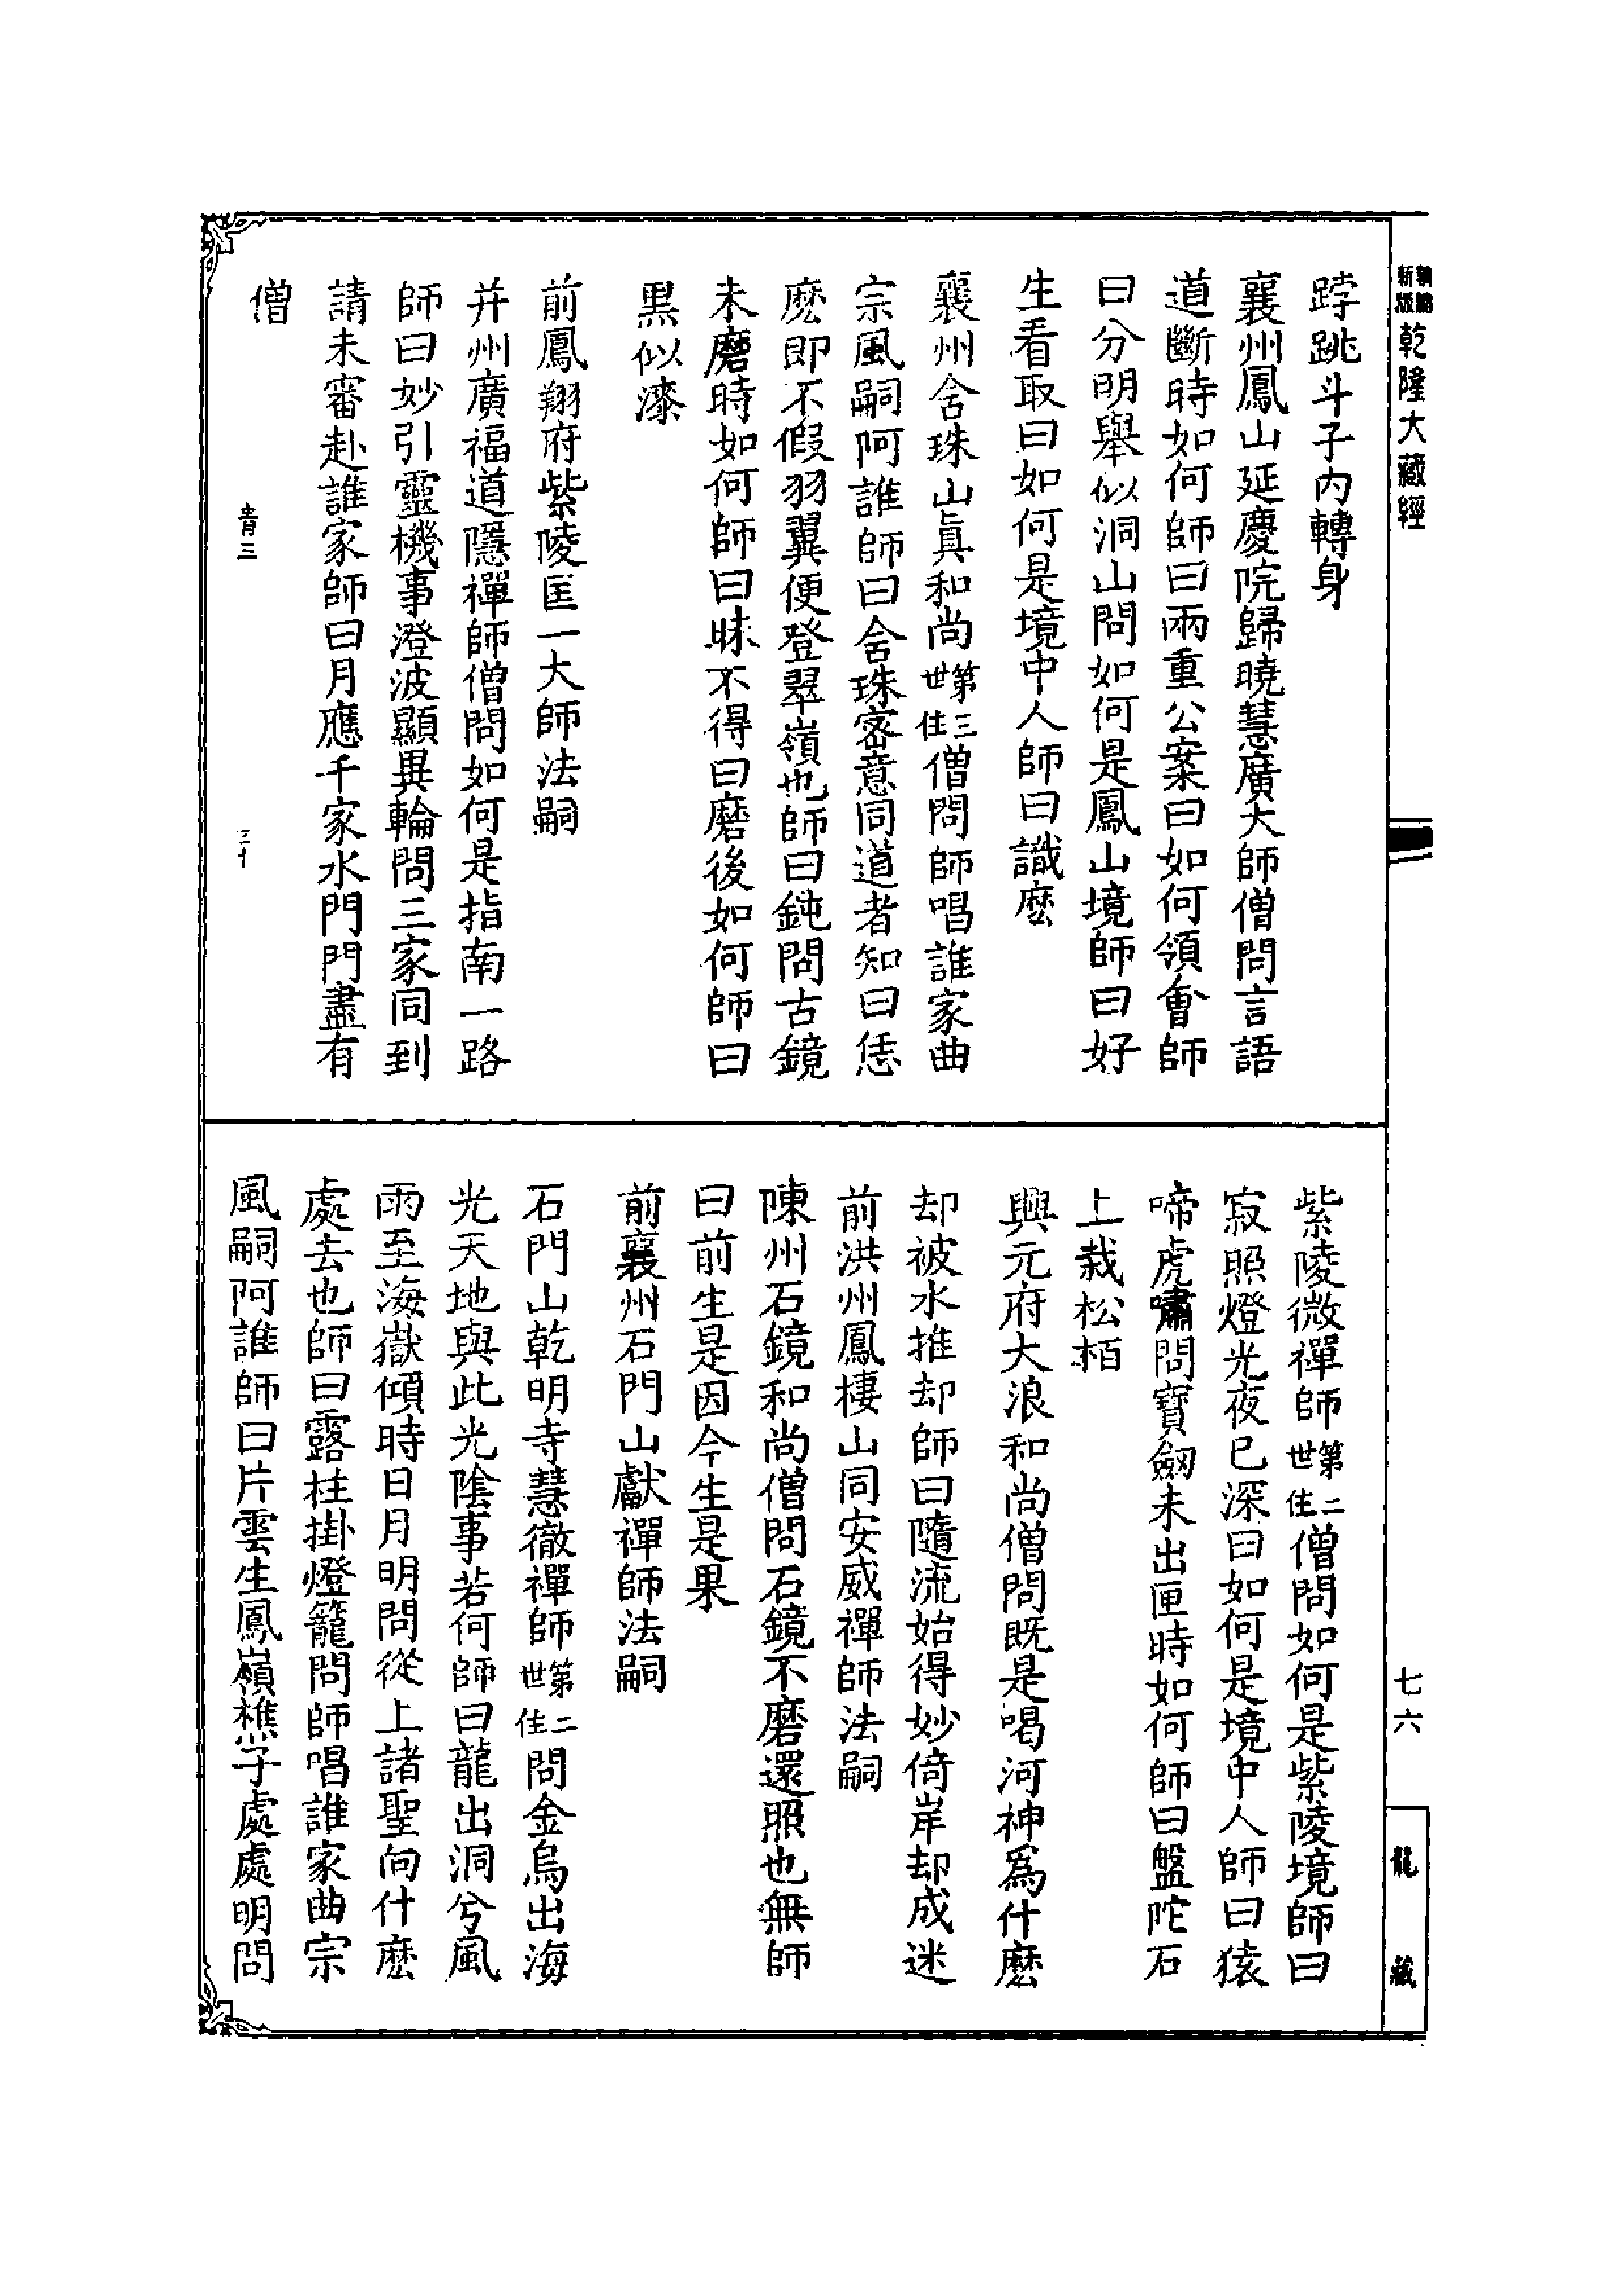 新編
新版
乾隆大藏經
踍跳斗子内轉身
襄州鳳山延慶院歸曉慧廣大師僧問言語
道斷時如何師曰兩重公案曰如何領會師
曰分明舉似洞山問如何是鳳山境師曰好
生看取曰如何是境中人師曰識麽
襄州含珠山眞和尚第三世住僧問師唱誰家曲
宗風嗣阿誰師曰含珠密意同道者知曰恁
麽即不假羽翼便登翠嶺也師曰鈍問古鏡
未磨時如何師曰昧不得曰磨後如何師曰
黒似漆
前鳳翔府紫陵匡一大師法嗣
并州廣福道隱禪師僧問如何是指南一路
師曰妙引靈機事澄波顯異輪問三家同到
請未審赴誰家師曰月應千家水門門盡有
僧
青三
三十
紫陵微禪師第二世住僧問如何是紫陵境師曰
寂照燈光夜已深曰如何是境中人師曰猿
啼虎嘯問寶劔未出匣時如何師曰盤陀石
上栽松栢
興元府大浪和尚僧問既是喝河神爲什麽
却被水推却師曰隨流始得妙倚岸却成迷
前洪州鳳棲山同安威禪師法嗣
陳州石鏡和尚僧問石鏡不磨還照也無師
曰前生是因今生是果
前襄州石門山獻禪師法嗣
石門山乾明寺慧徹禪師第二世住問金烏出海
光天地與此光陰事若何師曰龍出洞兮風
雨至海嶽傾時日月明問從上諸聖向什麽
處去也師曰露柱掛燈籠問師唱誰家曲宗
風嗣阿誰師曰片雲生鳳嶺樵子處處明問
七六
龍藏